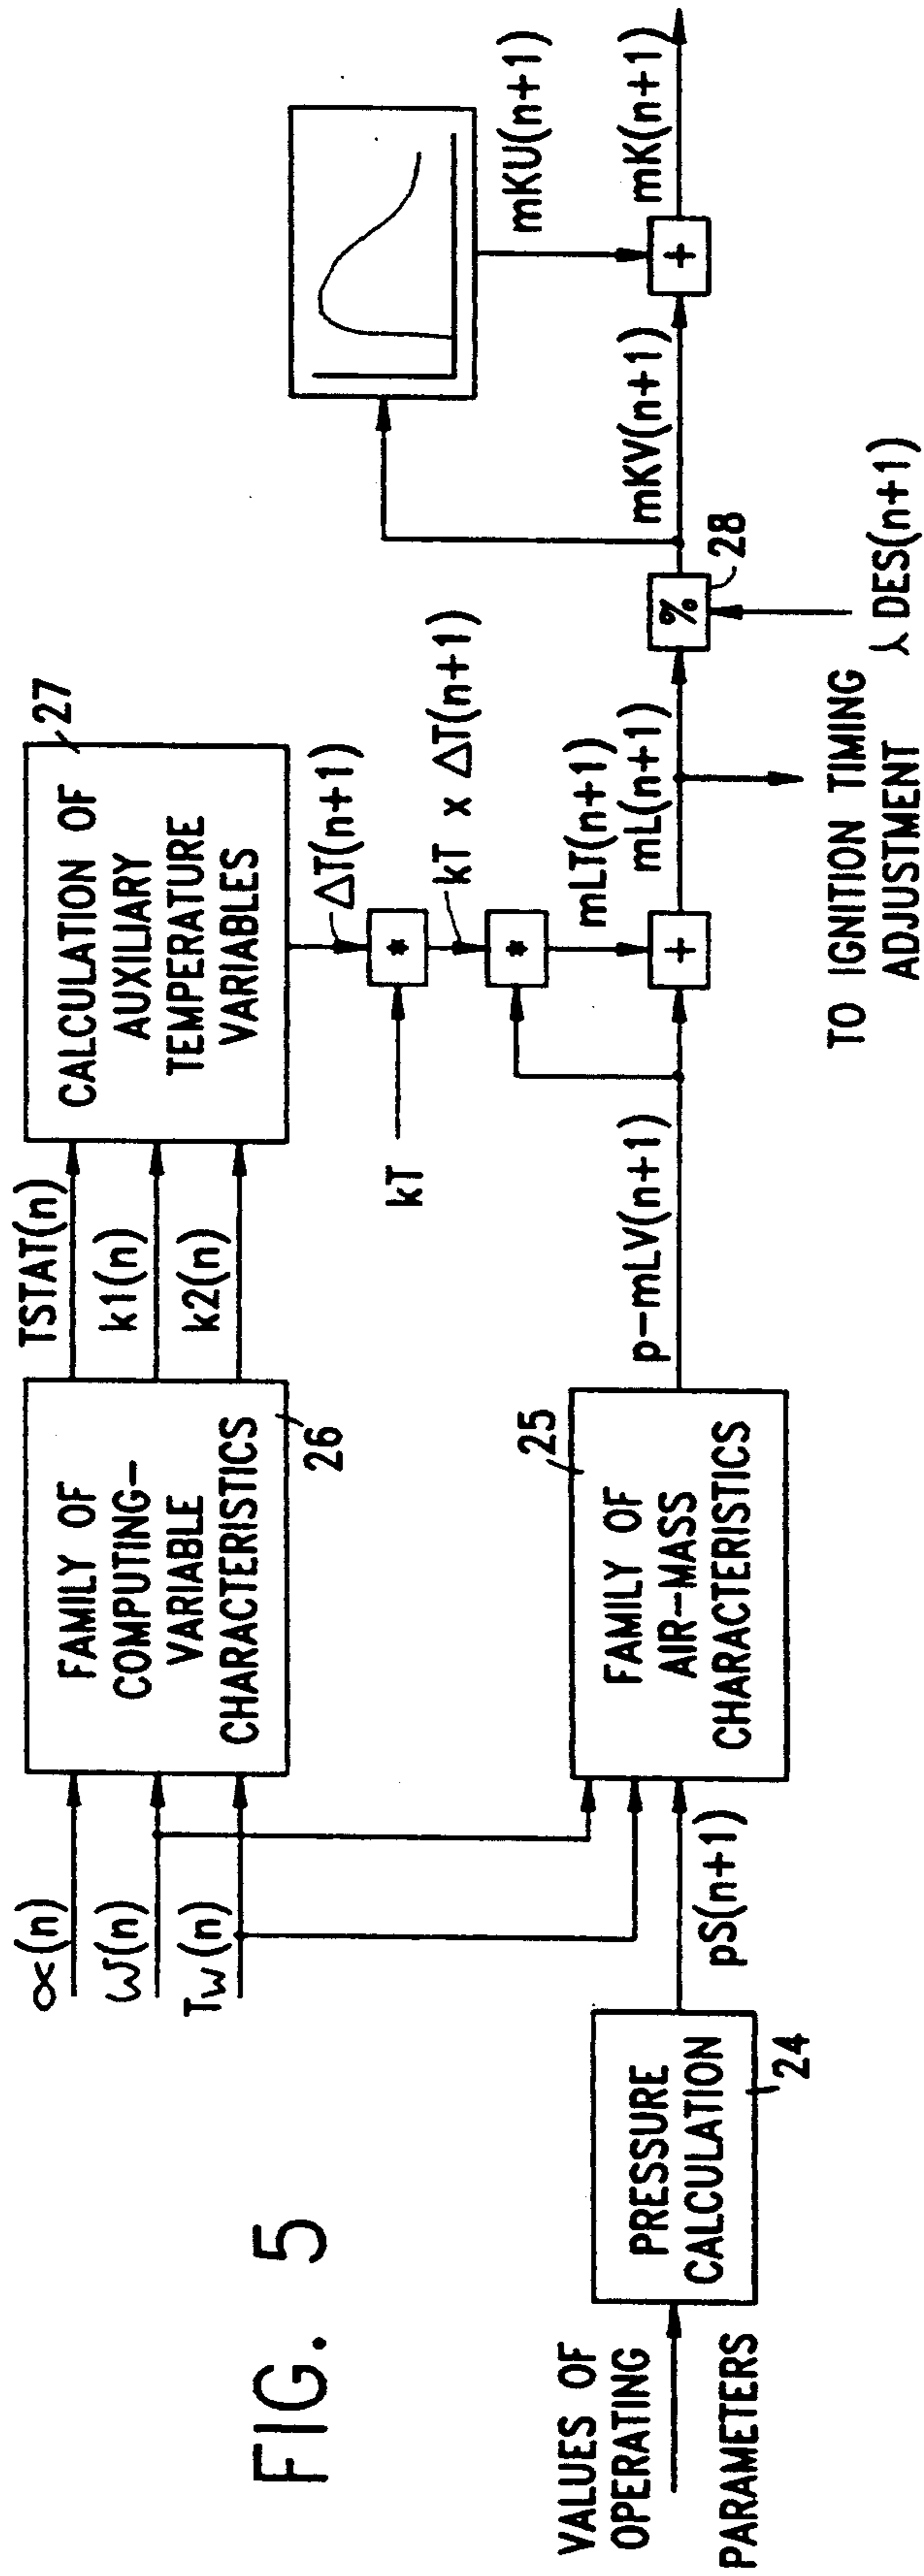 FIG. 5
∝(n)
ω(n)
Tw(n)
FAMILY OF
COMPUTING-
VARIABLE
CHARACTERISTICS
26
TSTAT(n)
k1(n)
k2(n)
CALCULATION OF
AUXILIARY
TEMPERATURE
VARIABLES
27
ΔT(n+1)
kT
*
kT x ΔT(n+1)
*
mLT(n+1)
VALUES OF
OPERATING
PARAMETERS
PRESSURE
CALCULATION
24
pS(n+1)
FAMILY OF
AIR-MASS
CHARACTERISTICS
25
p-mLV(n+1)
+
mL(n+1)
TO IGNITION TIMING
ADJUSTMENT
%
28
λ DES(n+1)
mKV(n+1)
mKU(n+1)
+
mK(n+1)